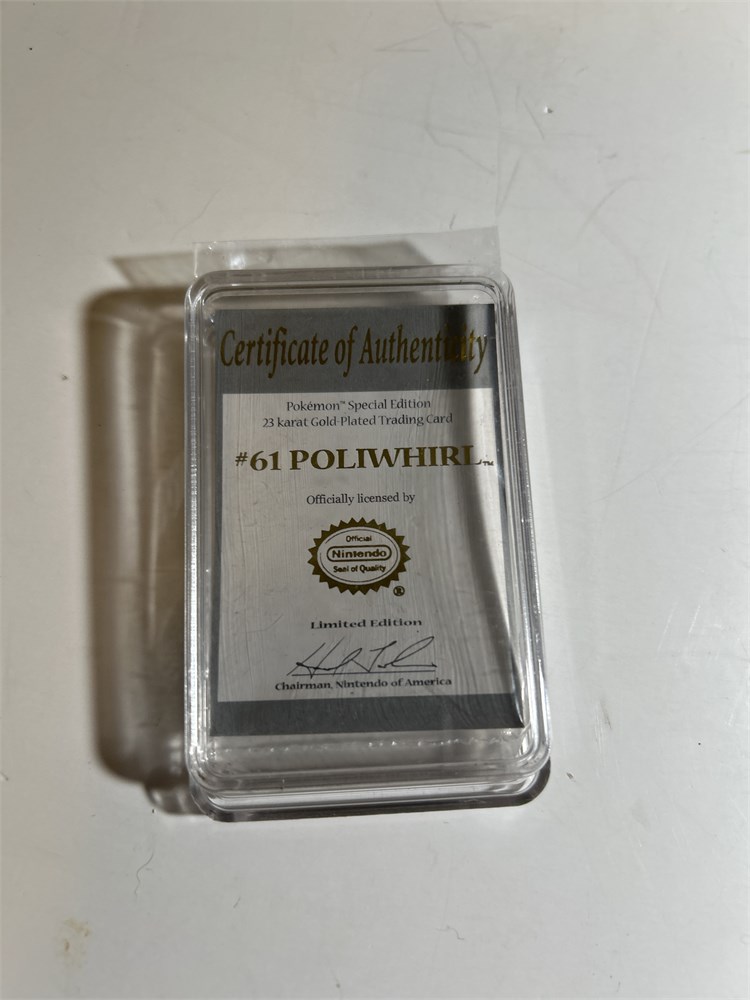 Certificate of Authenticity
Pokémon™ Special Edition
23 karat Gold-Plated Trading Card
#61 POLIWHIRL™
Officially licensed by
Official
Nintendo
Seal of Quality
®
Limited Edition
Chairman, Nintendo of America